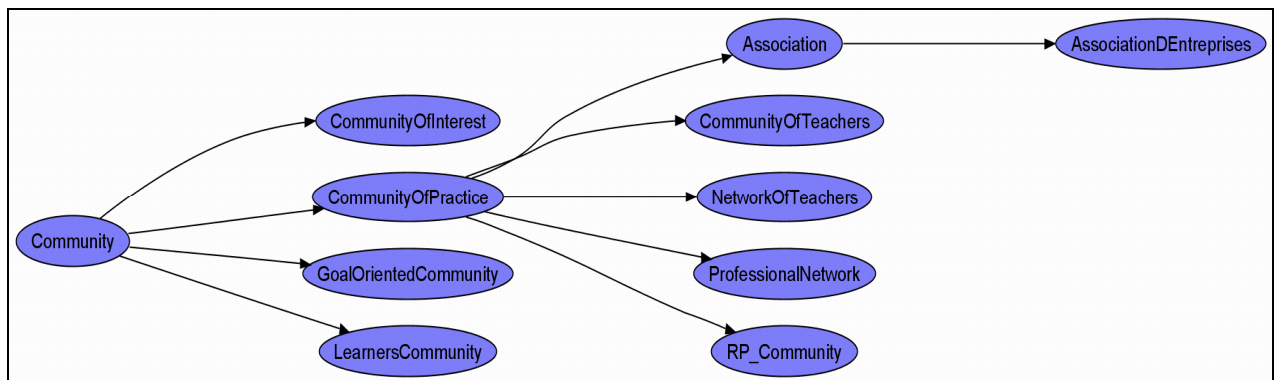 Association
AssociationDEntreprises
CommunityOfInterest
CommunityOfTeachers
CommunityOfPractice
NetworkOfTeachers
Community
GoalOrientedCommunity
ProfessionalNetwork
LearnersCommunity
RP_Community